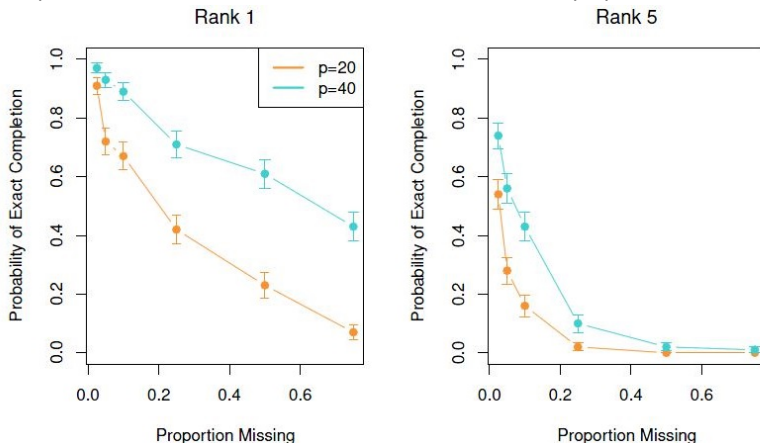 Rank 1
Probability of Exact Completion
1.0
0.8
0.6
0.4
0.2
0.0
p=20
p=40
0.0 0.2 0.4 0.6
Proportion Missing
Rank 5
Probability of Exact Completion
1.0
0.8
0.6
0.4
0.2
0.0
0.0 0.2 0.4 0.6
Proportion Missing